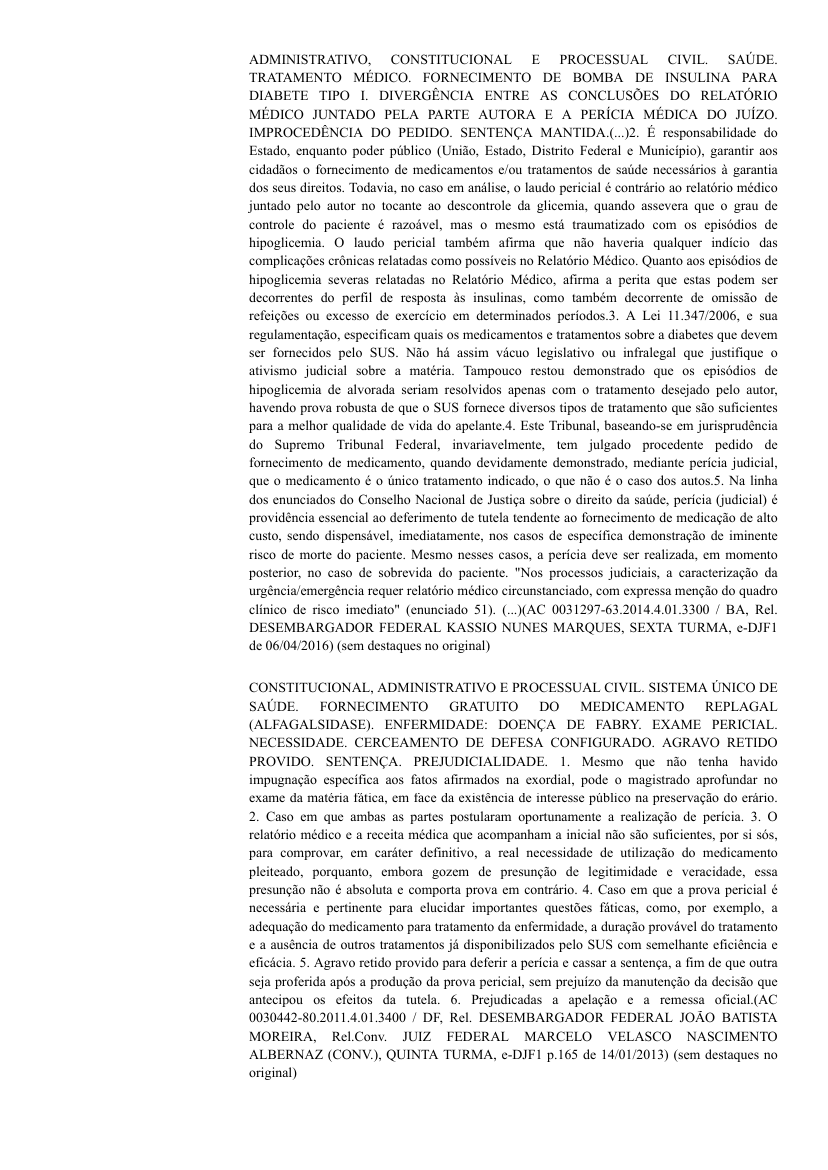 ADMINISTRATIVO, CONSTITUCIONAL E PROCESSUAL CIVIL. SAÚDE.
TRATAMENTO MÉDICO. FORNECIMENTO DE BOMBA DE INSULINA PARA
DIABETE TIPO I. DIVERGÊNCIA ENTRE AS CONCLUSÕES DO RELATÓRIO
MÉDICO JUNTADO PELA PARTE AUTORA E A PERÍCIA MÉDICA DO JUÍZO.
IMPROCEDÊNCIA DO PEDIDO. SENTENÇA MANTIDA.(...)2. É responsabilidade do
Estado, enquanto poder público (União, Estado, Distrito Federal e Município), garantir aos
cidadãos o fornecimento de medicamentos e/ou tratamentos de saúde necessários à garantia
dos seus direitos. Todavia, no caso em análise, o laudo pericial é contrário ao relatório médico
juntado pelo autor no tocante ao descontrole da glicemia, quando assevera que o grau de
controle do paciente é razoável, mas o mesmo está traumatizado com os episódios de
hipoglicemia. O laudo pericial também afirma que não haveria qualquer indício das
complicações crônicas relatadas como possíveis no Relatório Médico. Quanto aos episódios de
hipoglicemia severas relatadas no Relatório Médico, afirma a perita que estas podem ser
decorrentes do perfil de resposta às insulinas, como também decorrente de omissão de
refeições ou excesso de exercício em determinados períodos.3. A Lei 11.347/2006, e sua
regulamentação, especificam quais os medicamentos e tratamentos sobre a diabetes que devem
ser fornecidos pelo SUS. Não há assim vácuo legislativo ou infralegal que justifique o
ativismo judicial sobre a matéria. Tampouco restou demonstrado que os episódios de
hipoglicemia de alvorada seriam resolvidos apenas com o tratamento desejado pelo autor,
havendo prova robusta de que o SUS fornece diversos tipos de tratamento que são suficientes
para a melhor qualidade de vida do apelante.4. Este Tribunal, baseando-se em jurisprudência
do Supremo Tribunal Federal, invariavelmente, tem julgado procedente pedido de
fornecimento de medicamento, quando devidamente demonstrado, mediante perícia judicial,
que o medicamento é o único tratamento indicado, o que não é o caso dos autos.5. Na linha
dos enunciados do Conselho Nacional de Justiça sobre o direito da saúde, perícia (judicial) é
providência essencial ao deferimento de tutela tendente ao fornecimento de medicação de alto
custo, sendo dispensável, imediatamente, nos casos de específica demonstração de iminente
risco de morte do paciente. Mesmo nesses casos, a perícia deve ser realizada, em momento
posterior, no caso de sobrevida do paciente. "Nos processos judiciais, a caracterização da
urgência/emergência requer relatório médico circunstanciado, com expressa menção do quadro
clínico de risco imediato" (enunciado 51). (...)(AC 0031297-63.2014.4.01.3300 / BA, Rel.
DESEMBARGADOR FEDERAL KASSIO NUNES MARQUES, SEXTA TURMA, e-DJF1
de 06/04/2016) (sem destaques no original)
CONSTITUCIONAL, ADMINISTRATIVO E PROCESSUAL CIVIL. SISTEMA ÚNICO DE
SAÚDE. FORNECIMENTO GRATUITO DO MEDICAMENTO REPLAGAL
(ALFAGALSIDASE). ENFERMIDADE: DOENÇA DE FABRY. EXAME PERICIAL.
NECESSIDADE. CERCEAMENTO DE DEFESA CONFIGURADO. AGRAVO RETIDO
PROVIDO. SENTENÇA. PREJUDICIALIDADE. 1. Mesmo que não tenha havido
impugnação específica aos fatos afirmados na exordial, pode o magistrado aprofundar no
exame da matéria fática, em face da existência de interesse público na preservação do erário.
2. Caso em que ambas as partes postularam oportunamente a realização de perícia. 3. O
relatório médico e a receita médica que acompanham a inicial não são suficientes, por si sós,
para comprovar, em caráter definitivo, a real necessidade de utilização do medicamento
pleiteado, porquanto, embora gozem de presunção de legitimidade e veracidade, essa
presunção não é absoluta e comporta prova em contrário. 4. Caso em que a prova pericial é
necessária e pertinente para elucidar importantes questões fáticas, como, por exemplo, a
adequação do medicamento para tratamento da enfermidade, a duração provável do tratamento
e a ausência de outros tratamentos já disponibilizados pelo SUS com semelhante eficiência e
eficácia. 5. Agravo retido provido para deferir a perícia e cassar a sentença, a fim de que outra
seja proferida após a produção da prova pericial, sem prejuízo da manutenção da decisão que
antecipou os efeitos da tutela. 6. Prejudicadas a apelação e a remessa oficial.(AC
0030442-80.2011.4.01.3400 / DF, Rel. DESEMBARGADOR FEDERAL JOÃO BATISTA
MOREIRA, Rel.Conv. JUIZ FEDERAL MARCELO VELASCO NASCIMENTO
ALBERNAZ (CONV.), QUINTA TURMA, e-DJF1 p.165 de 14/01/2013) (sem destaques no
original)